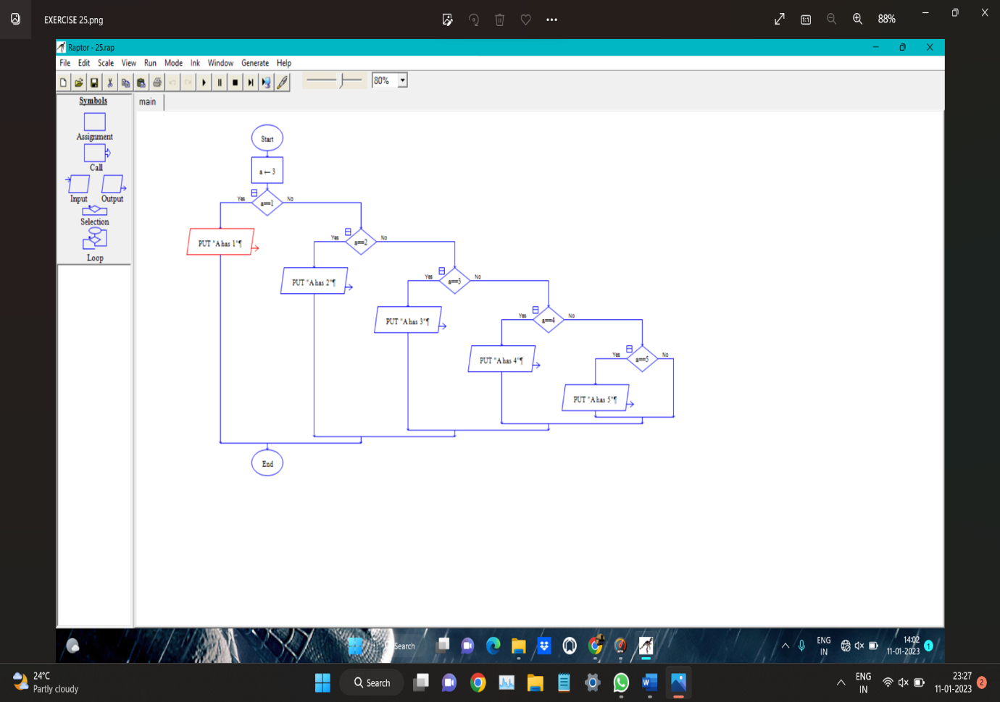 EXERCISE 25.png
88%
Raptor - 25.rap
File Edit Scale View Run Mode Ink Window Generate Help
80%
Symbols
main
Assignment
Call
Input Output
Selection
Loop
Start
a ← 3
Yes a==1 No
PUT "A has 1"¶
Yes a==2 No
PUT "A has 2"¶
Yes a==3 No
PUT "A has 3"¶
Yes a==4 No
PUT "A has 4"¶
Yes a==5 No
PUT "A has 5"¶
End
Search
ENG
IN
14:02
11-01-2023
1
24°C
Partly cloudy
Search
ENG
IN
23:27
11-01-2023
2